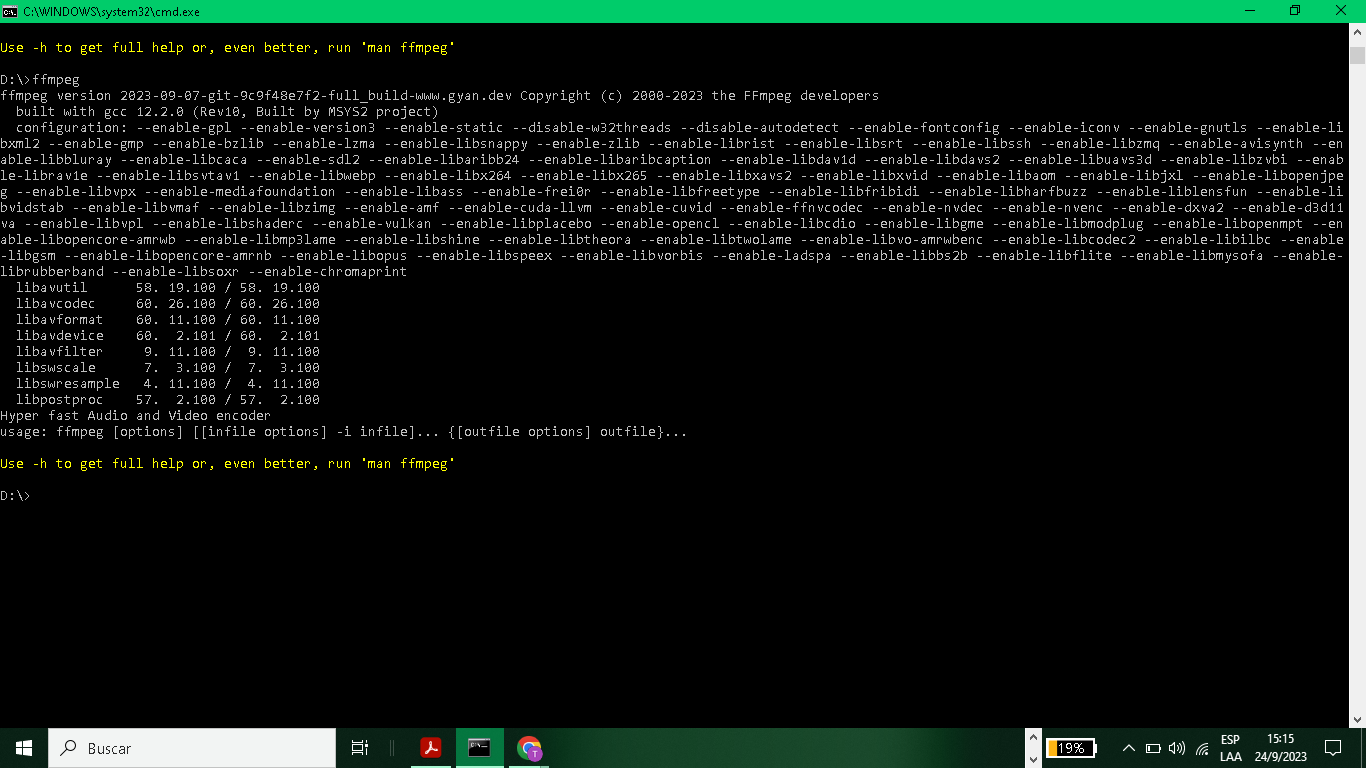 C:\WINDOWS\system32\cmd.exe
Use -h to get full help or, even better, run 'man ffmpeg'
D:\>ffmpeg
ffmpeg version 2023-09-07-git-9c9f48e7f2-full_build-www.gyan.dev Copyright (c) 2000-2023 the FFmpeg developers
  built with gcc 12.2.0 (Rev10, Built by MSYS2 project)
  configuration: --enable-gpl --enable-version3 --enable-static --disable-w32threads --disable-autodetect --enable-fontconfig --enable-iconv --enable-gnutls --enable-li
bxml2 --enable-gmp --enable-bzlib --enable-lzma --enable-libsnappy --enable-zlib --enable-librist --enable-libsrt --enable-libssh --enable-libzmq --enable-avisynth --en
able-libbluray --enable-libcaca --enable-sdl2 --enable-libaribb24 --enable-libaribcaption --enable-libdav1d --enable-libdavs2 --enable-libuavs3d --enable-libzvbi --enab
le-librav1e --enable-libsvtav1 --enable-libwebp --enable-libx264 --enable-libx265 --enable-libxavs2 --enable-libxvid --enable-libaom --enable-libjxl --enable-libopenjpe
g --enable-libvpx --enable-mediafoundation --enable-libass --enable-frei0r --enable-libfreetype --enable-libfribidi --enable-libharfbuzz --enable-liblensfun --enable-li
bvidstab --enable-libvmaf --enable-libzimg --enable-amf --enable-cuda-llvm --enable-cuvid --enable-ffnvcodec --enable-nvdec --enable-nvenc --enable-dxva2 --enable-d3d11
va --enable-libvpl --enable-libshaderc --enable-vulkan --enable-libplacebo --enable-opencl --enable-libcdio --enable-libgme --enable-libmodplug --enable-libopenmpt --en
able-libopencore-amrwb --enable-libmp3lame --enable-libshine --enable-libtheora --enable-libtwolame --enable-libvo-amrwbenc --enable-libcodec2 --enable-libilbc --enable
-libgsm --enable-libopencore-amrnb --enable-libopus --enable-libspeex --enable-libvorbis --enable-ladspa --enable-libbs2b --enable-libflite --enable-libmysofa --enable-
librubberband --enable-libsoxr --enable-chromaprint
  libavutil      58. 19.100 / 58. 19.100
  libavcodec     60. 26.100 / 60. 26.100
  libavformat    60. 11.100 / 60. 11.100
  libavdevice    60.  2.101 / 60.  2.101
  libavfilter     9. 11.100 /  9. 11.100
  libswscale      7.  3.100 /  7.  3.100
  libswresample   4. 11.100 /  4. 11.100
  libpostproc    57.  2.100 / 57.  2.100
Hyper fast Audio and Video encoder
usage: ffmpeg [options] [[infile options] -i infile]... {[outfile options] outfile}...
Use -h to get full help or, even better, run 'man ffmpeg'
D:\>
Buscar
T
19%
ESP
LAA
15:15
24/9/2023